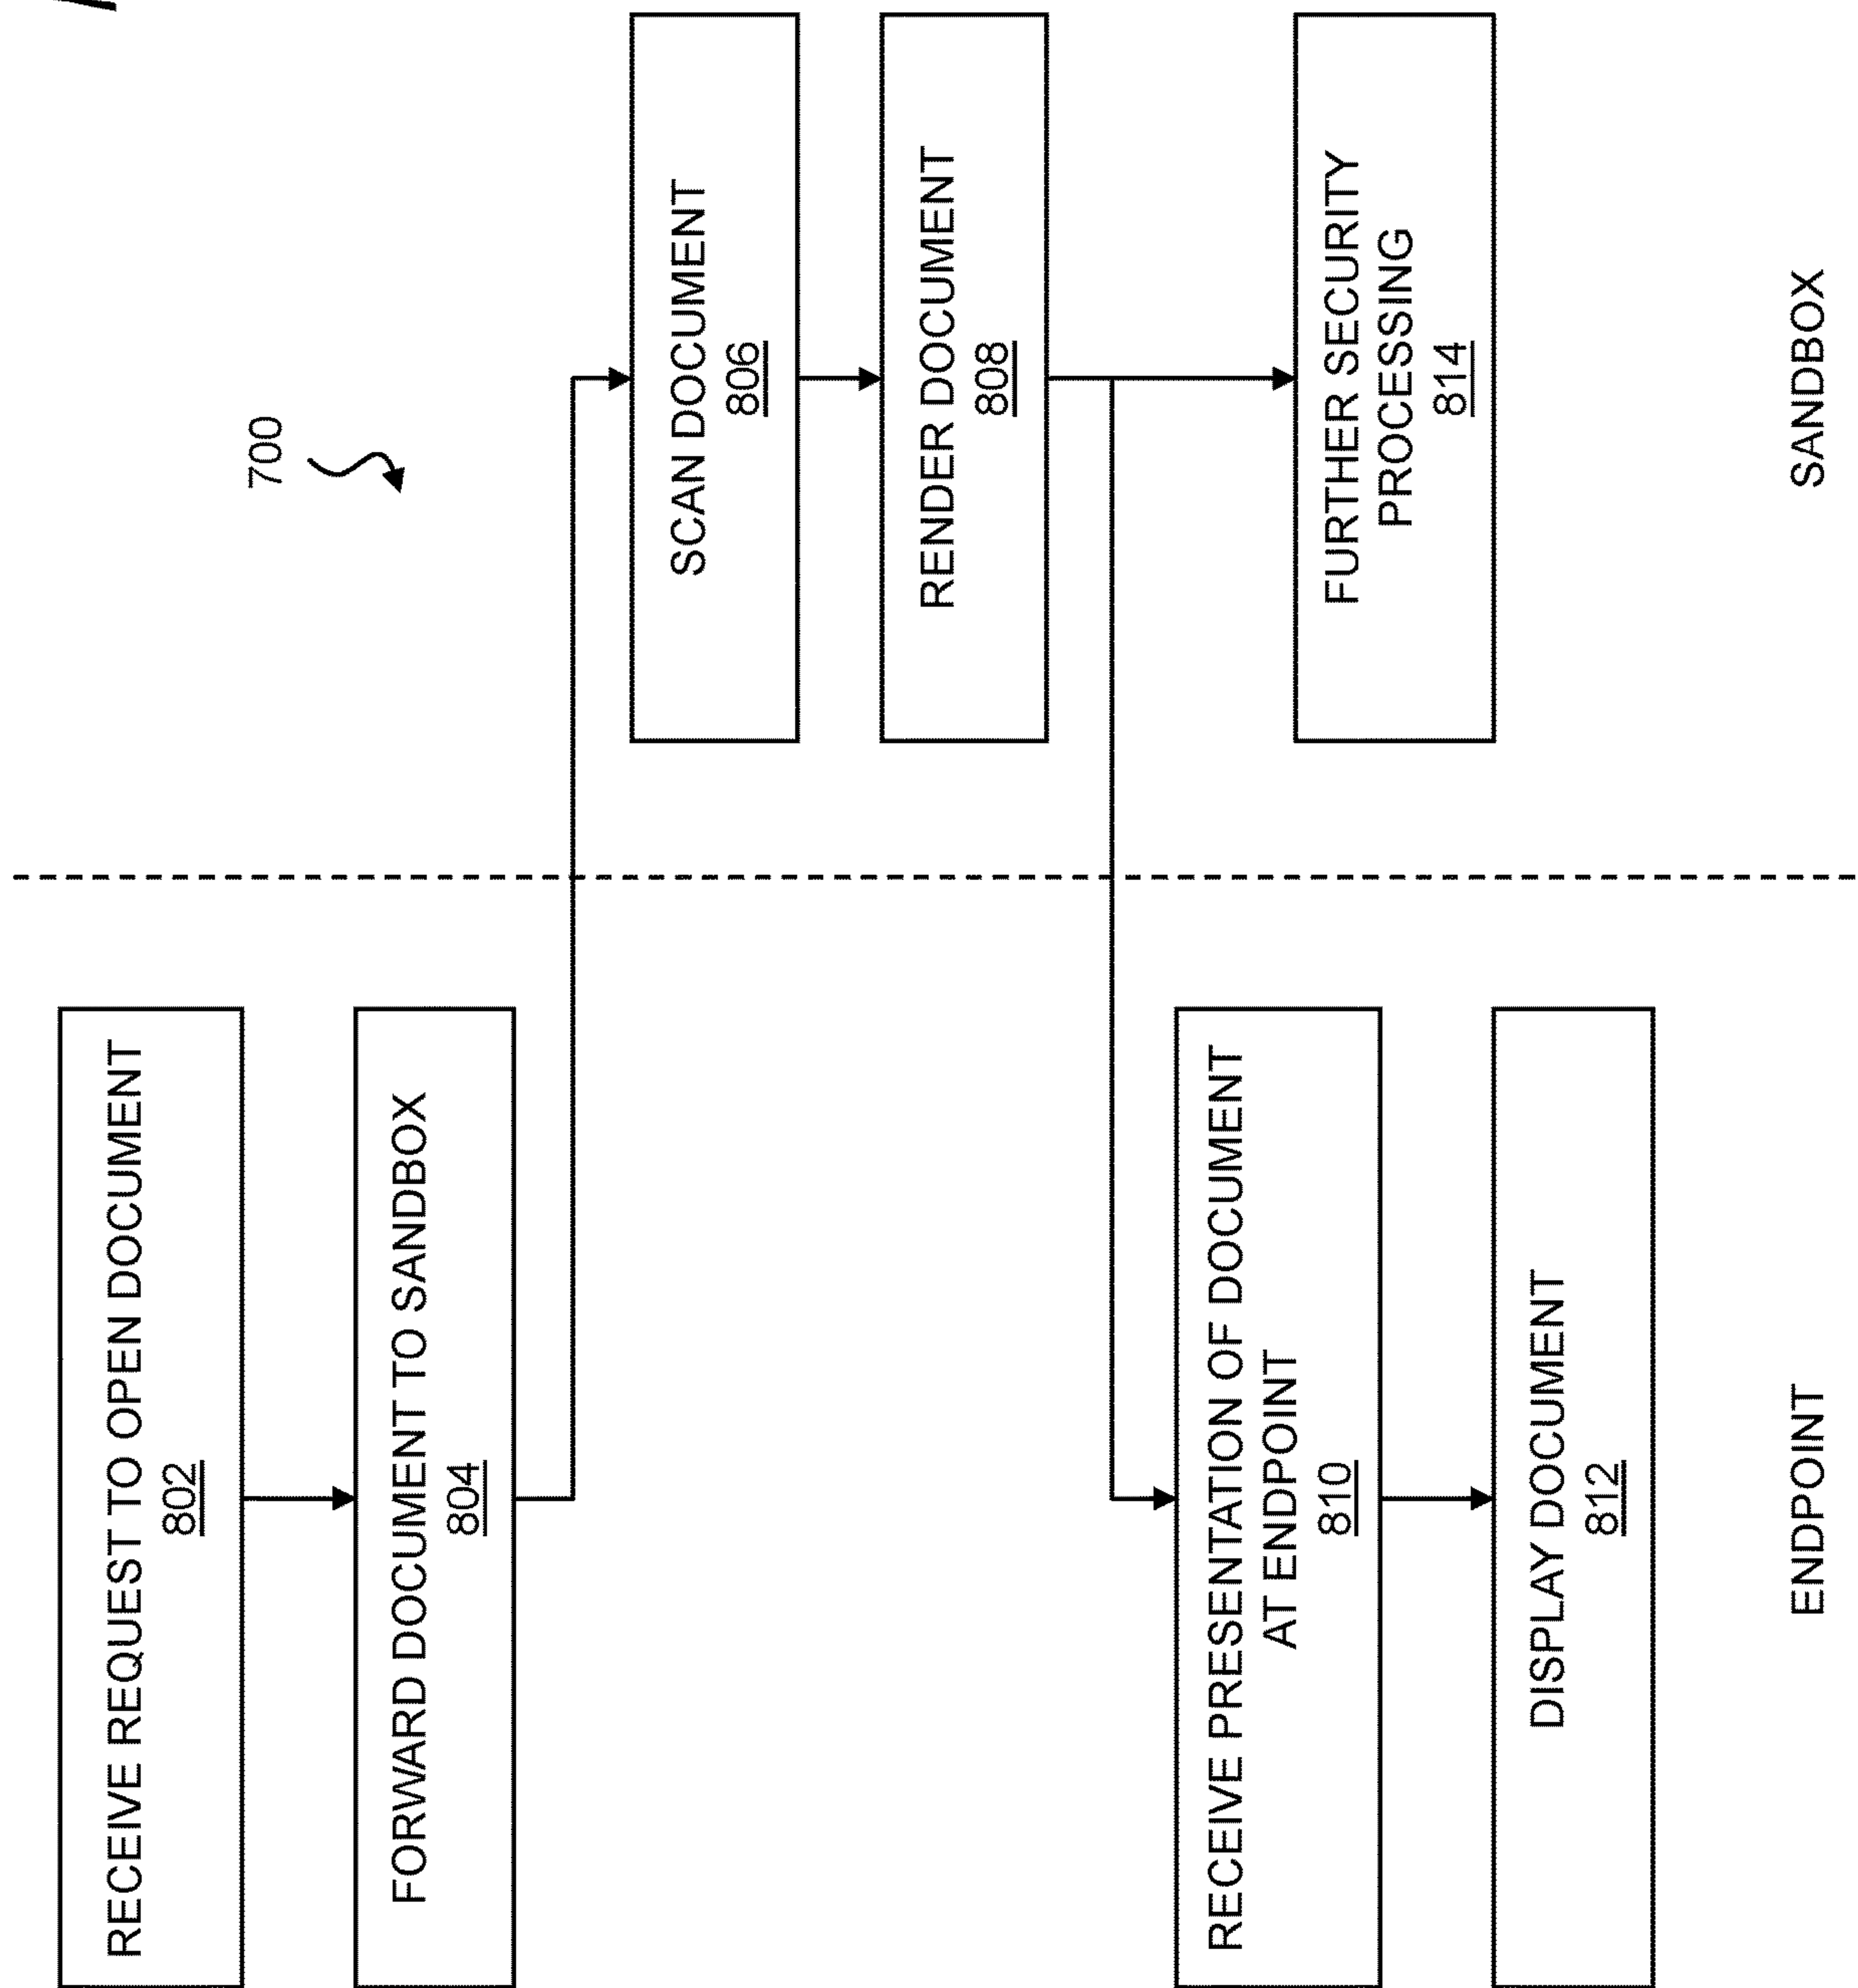 700
RECEIVE REQUEST TO OPEN DOCUMENT
802
FORWARD DOCUMENT TO SANDBOX
804
SCAN DOCUMENT
806
RENDER DOCUMENT
808
RECEIVE PRESENTATION OF DOCUMENT
AT ENDPOINT
810
DISPLAY DOCUMENT
812
FURTHER SECURITY
PROCESSING
814
ENDPOINT
SANDBOX